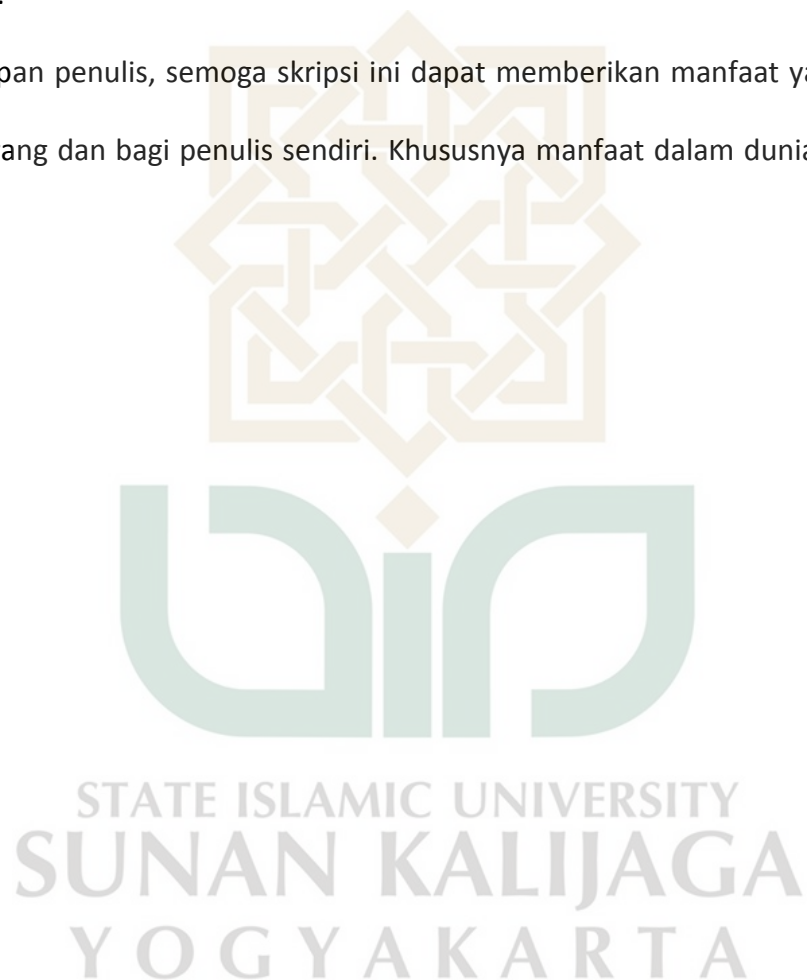 pan penulis, semoga skripsi ini dapat memberikan manfaat ya
rang dan bagi penulis sendiri. Khususnya manfaat dalam dunia
STATE ISLAMIC UNIVERSITY
SUNAN KALIJAGA
YOGYAKARTA